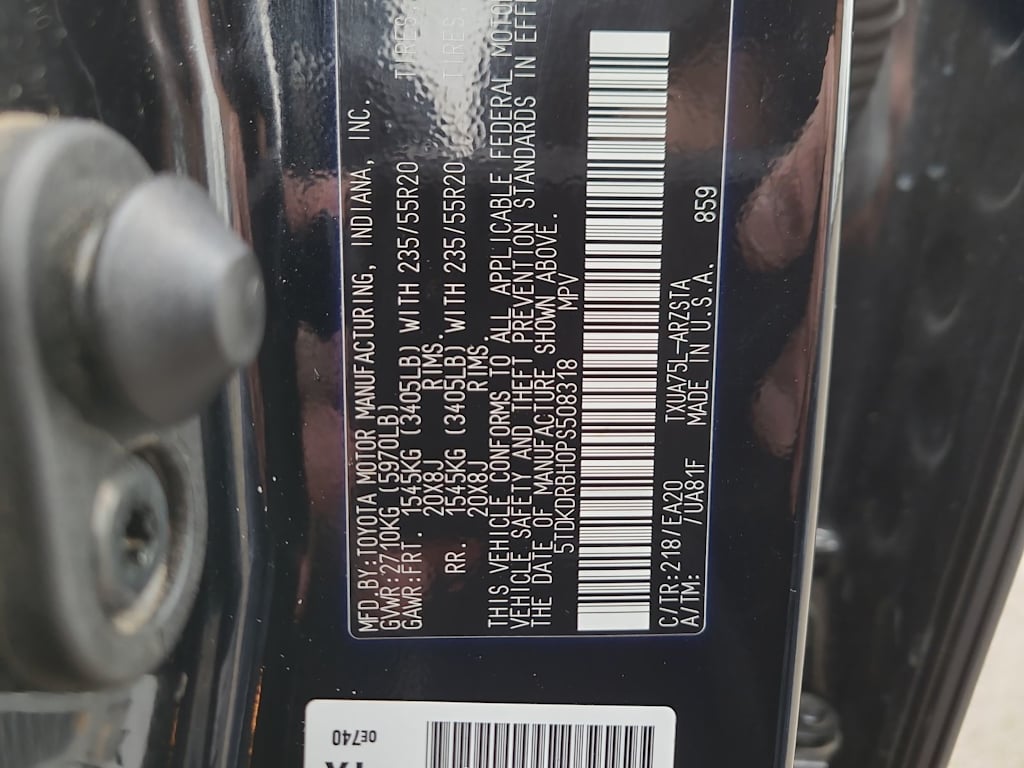 MFD.BY:TOYOTA MOTOR MANUFACTURING, INDIANA, INC.
GVWR:2710KG (5970LB)
GAWR:FRT. 1545KG (3405LB) WITH 235/55R20 TIRES,
20X8J RIMS.
RR. 1545KG (3405LB) WITH 235/55R20 TIRES,
20X8J RIMS.
THIS VEHICLE CONFORMS TO ALL APPLICABLE FEDERAL MOTOR
VEHICLE SAFETY AND THEFT PREVENTION STANDARDS IN EFF
THE DATE OF MANUFACTURE SHOWN ABOVE.
5TDKDRBH0PS508318 MPV
C/TR:218/EA20 TXUA75L-ARZSTA 859
A/TM: /UA81F MADE IN U.S.A.
0E740